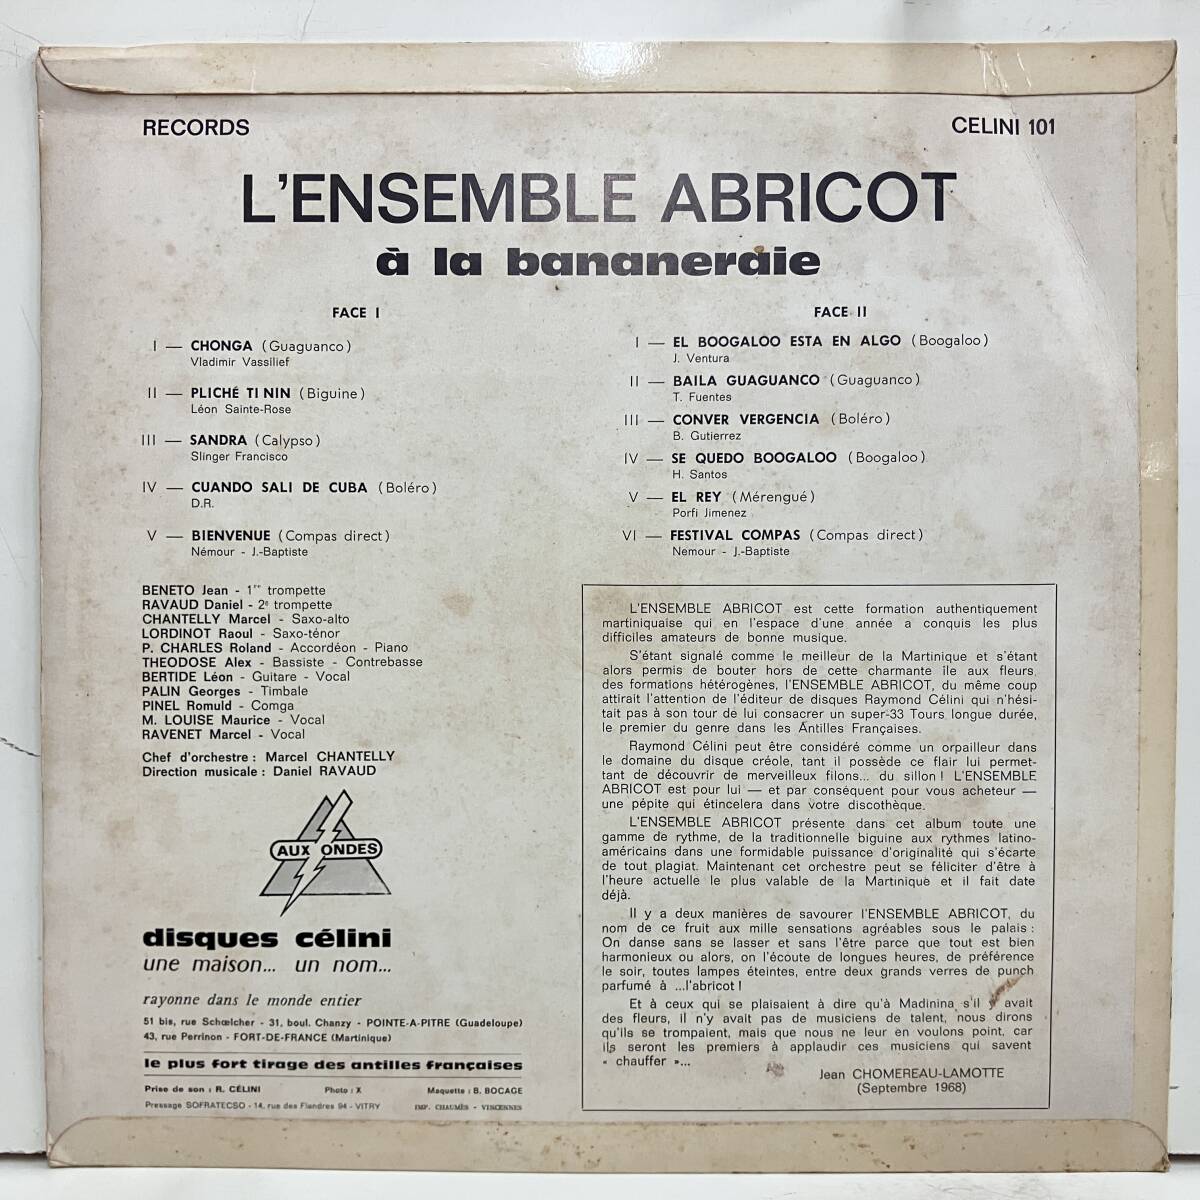 RECORDS
CELINI 101
L'ENSEMBLE ABRICOT
à la bananeraie
FACE I
I — CHONGA (Guaguanco)
Vladimir Vassilief
II — PLICHÉ TI NIN (Biguine)
Léon Sainte-Rose
III — SANDRA (Calypso)
Slinger Francisco
IV — CUANDO SALI DE CUBA (Boléro)
D.R.
V — BIENVENUE (Compas direct)
Némour - J.-Baptiste
FACE II
I — EL BOOGALOO ESTA EN ALGO (Boogaloo)
J. Ventura
II — BAILA GUAGUANCO (Guaguanco)
T. Fuentes
III — CONVER VERGENCIA (Boléro)
B. Gutierrez
IV — SE QUEDO BOOGALOO (Boogaloo)
H. Santos
V — EL REY (Mérengué)
Porfi Jimenez
VI — FESTIVAL COMPAS (Compas direct)
Nemour - J.-Baptiste
BENETO Jean - 1re trompette
RAVAUD Daniel - 2e trompette
CHANTELLY Marcel - Saxo-alto
LORDINOT Raoul - Saxo-ténor
P. CHARLES Roland - Accordéon - Piano
THEODOSE Alex - Bassiste - Contrebasse
BERTIDE Léon - Guitare - Vocal
PALIN Georges - Timbale
PINEL Romuld - Comga
M. LOUISE Maurice - Vocal
RAVENET Marcel - Vocal
Chef d'orchestre : Marcel CHANTELLY
Direction musicale : Daniel RAVAUD
AUX ONDES
disques célini
une maison... un nom...
rayonne dans le monde entier
51 bis, rue Schœlcher - 31, boul. Chanzy - POINTE-A-PITRE (Guadeloupe)
43, rue Perrinon - FORT-DE-FRANCE (Martinique)
le plus fort tirage des antilles françaises
Prise de son : R. CÉLINI Photo : X Maquette : B. BOCAGE
Pressage SOFRATECSO - 14, rue des Flandres 94 - VITRY IMP. CHAUMÈS - VINCENNES
L'ENSEMBLE ABRICOT est cette formation authentiquement
martiniquaise qui en l'espace d'une année a conquis les plus
difficiles amateurs de bonne musique.
S'étant signalé comme le meilleur de la Martinique et s'étant
alors permis de bouter hors de cette charmante île aux fleurs,
des formations hétérogènes, l'ENSEMBLE ABRICOT, du même coup
attirait l'attention de l'éditeur de disques Raymond Célini qui n'hési-
tait pas à son tour de lui consacrer un super-33 Tours longue durée,
le premier du genre dans les Antilles Françaises.
Raymond Célini peut être considéré comme un orpailleur dans
le domaine du disque créole, tant il possède ce flair lui permet-
tant de découvrir de merveilleux filons... du sillon ! L'ENSEMBLE
ABRICOT est pour lui — et par conséquent pour vous acheteur —
une pépite qui étincelera dans votre discothèque.
L'ENSEMBLE ABRICOT présente dans cet album toute une
gamme de rythme, de la traditionnelle biguine aux rythmes latino-
américains dans une formidable puissance d'originalité qui s'écarte
de tout plagiat. Maintenant cet orchestre peut se féliciter d'être à
l'heure actuelle le plus valable de la Martinique et il fait date
déjà.
Il y a deux manières de savourer l'ENSEMBLE ABRICOT, du
nom de ce fruit aux mille sensations agréables sous le palais :
On danse sans se lasser et sans l'être parce que tout est bien
harmonieux ou alors, on l'écoute de longues heures, de préférence
le soir, toutes lampes éteintes, entre deux grands verres de punch
parfumé à ...l'abricot !
Et à ceux qui se plaisaient à dire qu'à Madinina s'il y avait
des fleurs, il n'y avait pas de musiciens de talent, nous dirons
qu'ils se trompaient, mais que nous ne leur en voulons point, car
ils seront les premiers à applaudir ces musiciens qui savent
« chauffer »...
Jean CHOMEREAU-LAMOTTE
(Septembre 1968)